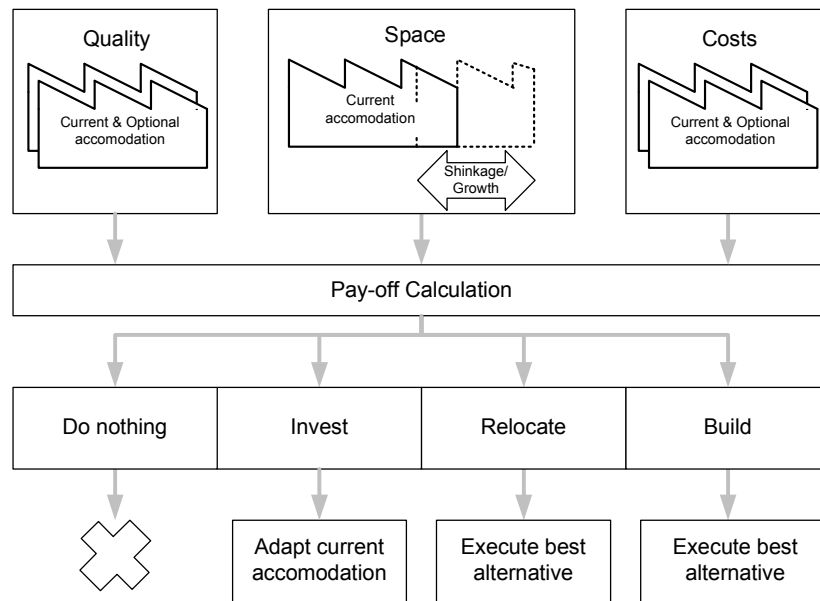 Quality
Current & Optional
accomodation
Space
Current
accomodation
Shinkage/
Growth
Costs
Current & Optional
accomodation
Pay-off Calculation
Do nothing
Invest
Relocate
Build
Adapt current
accomodation
Execute best
alternative
Execute best
alternative